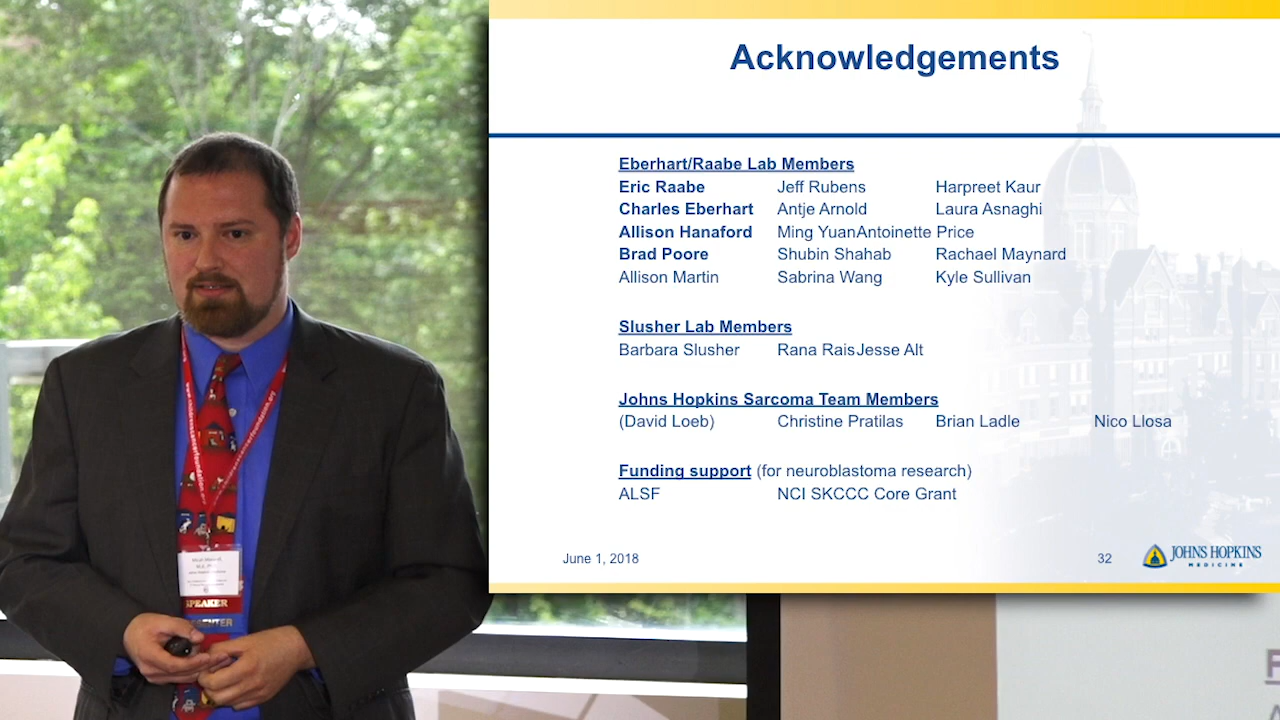 Acknowledgements
Eberhart/Raabe Lab Members
Eric Raabe Jeff Rubens Harpreet Kaur
Charles Eberhart Antje Arnold Laura Asnaghi
Allison Hanaford Ming YuanAntoinette Price
Brad Poore Shubin Shahab Rachael Maynard
Allison Martin Sabrina Wang Kyle Sullivan
Slusher Lab Members
Barbara Slusher Rana RaisJesse Alt
Johns Hopkins Sarcoma Team Members
(David Loeb) Christine Pratilas Brian Ladle Nico Llosa
Funding support (for neuroblastoma research)
ALSF NCI SKCCC Core Grant
June 1, 2018 32 JOHNS HOPKINS
MEDICINE
SPEAKER